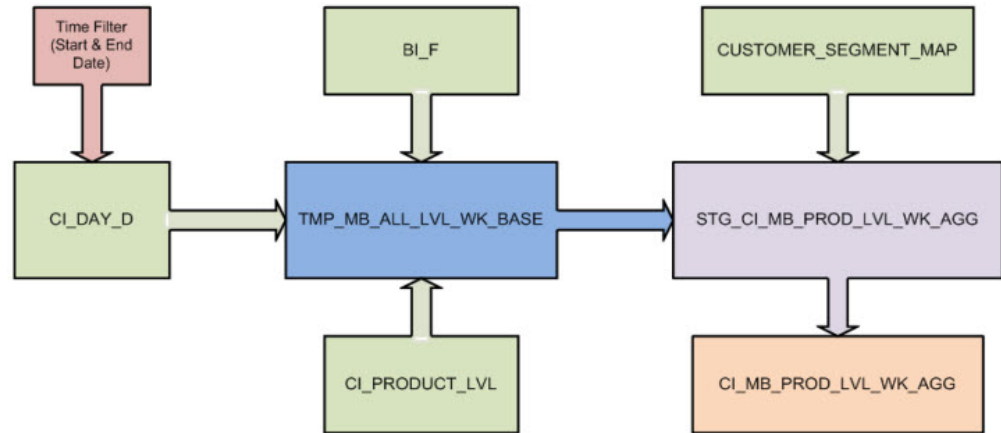 Time Filter
(Start & End
Date)
BI_F
CUSTOMER_SEGMENT_MAP
CI_DAY_D
TMP_MB_ALL_LVL_WK_BASE
STG_CI_MB_PROD_LVL_WK_AGG
CI_PRODUCT_LVL
CI_MB_PROD_LVL_WK_AGG